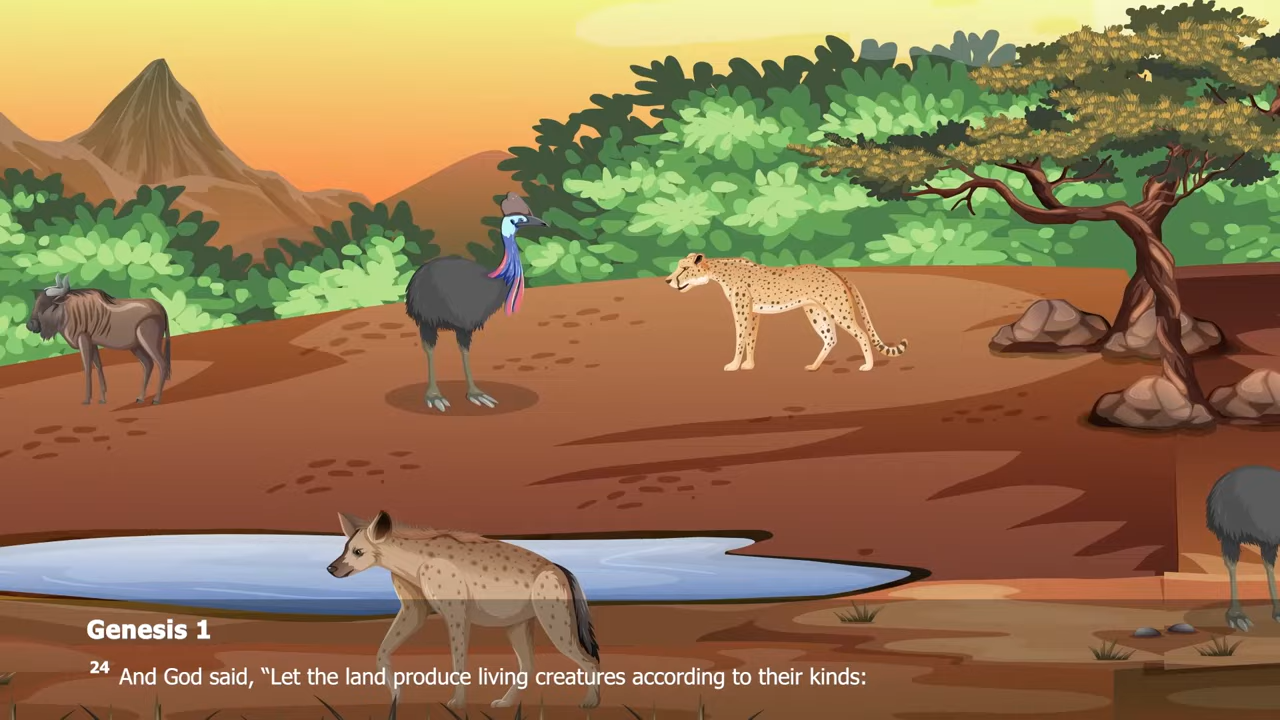 Genesis 1
24 And God said, “Let the land produce living creatures according to their kinds: